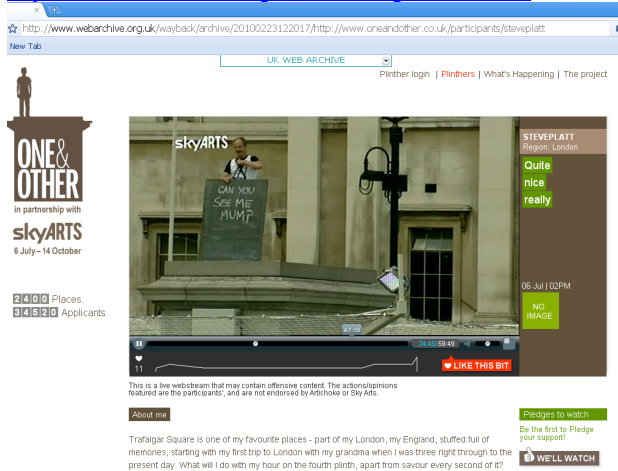 http://www.webarchive.org.uk/wayback/archive/20100223122017/http://www.oneandother.co.uk/participants/steveplatt
New Tab
UK WEB ARCHIVE
Plinther login | Plinthers | What's Happening | The project
ONE &
OTHER
in partnership with
skyARTS
6 July – 14 October
2400 Places.
34520 Applicants.
skyARTS
CAN YOU
SEE ME
MUM?
STEVEPLATT
Region: London
Quite
nice
really
06 Jul | 02PM
NO
IMAGE
47:15
24:45/59:49
11
LIKE THIS BIT
This is a live webstream that may contain offensive content. The actions/opinions
featured are the participants', and are not endorsed by Artichoke or Sky Arts.
About me
Trafalgar Square is one of my favourite places - part of my London, my England, stuffed full of
memories, starting with my first trip to London with my grandma when I was three right through to the
present day. What will I do with my hour on the fourth plinth, apart from savour every second of it?
Pledges to watch
Be the first to Pledge
your support!
WE'LL WATCH